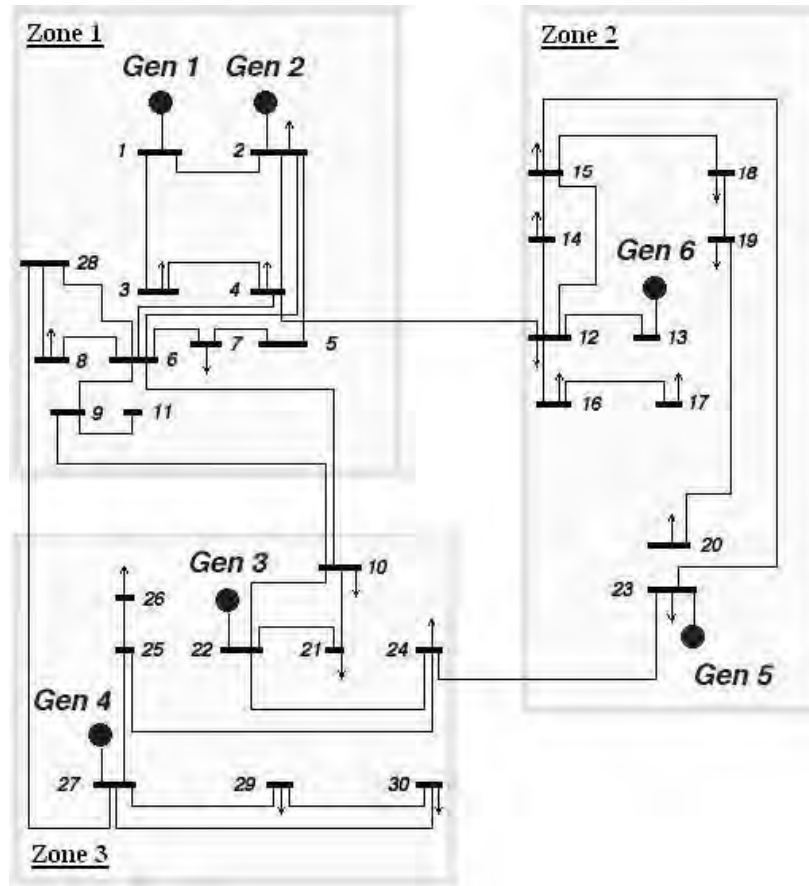 Zone 1
Zone 2
Gen 1 Gen 2
1 2
15 18
14 19
Gen 6
28
3 4
12 13
8 6 7 5
16 17
9 11
20
Zone 3
10
Gen 3
23
26
25 22 21 24
Gen 5
Gen 4
27 29 30